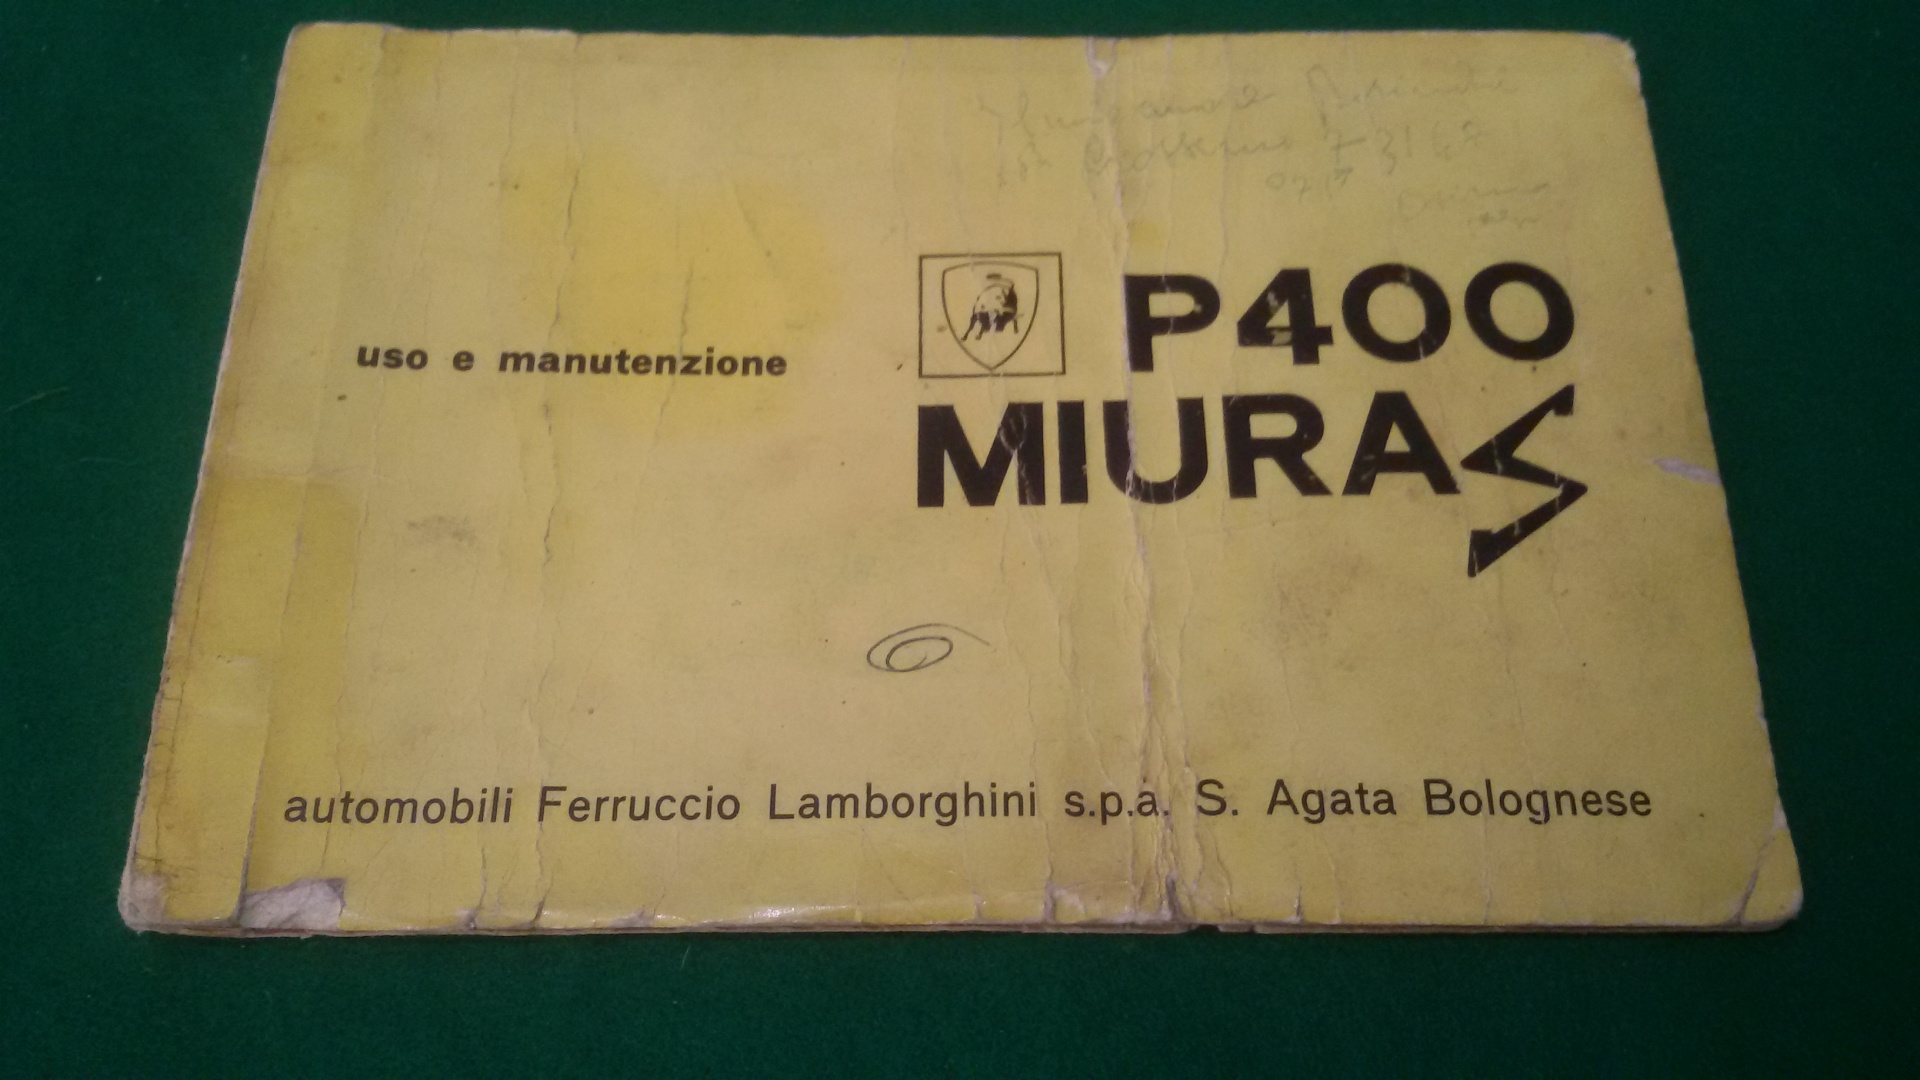 uso e manutenzione
P400
MIURA S
automobili Ferruccio Lamborghini s.p.a. S. Agata Bolognese